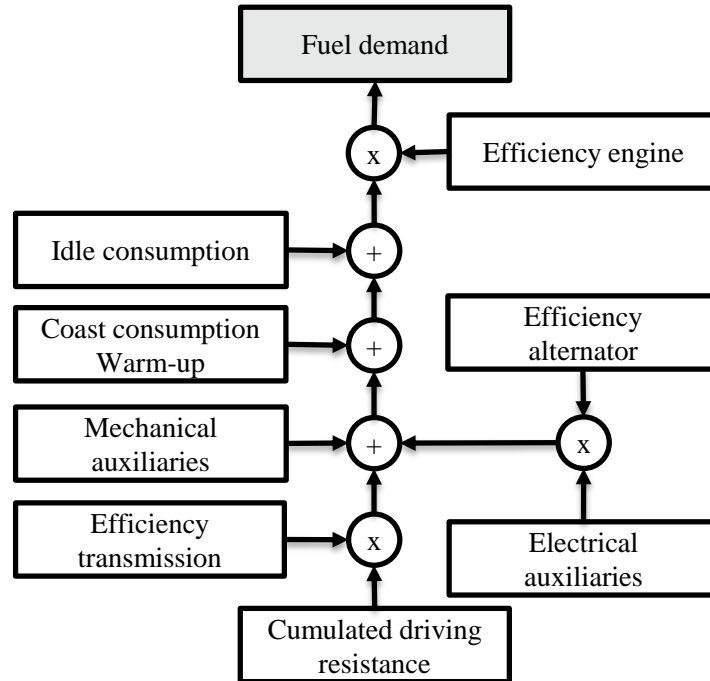 Fuel demand
x
Efficiency engine
Idle consumption
+
Coast consumption
Warm-up
+
Efficiency
alternator
Mechanical
auxiliaries
+
x
Efficiency
transmission
x
Electrical
auxiliaries
Cumulated driving
resistance